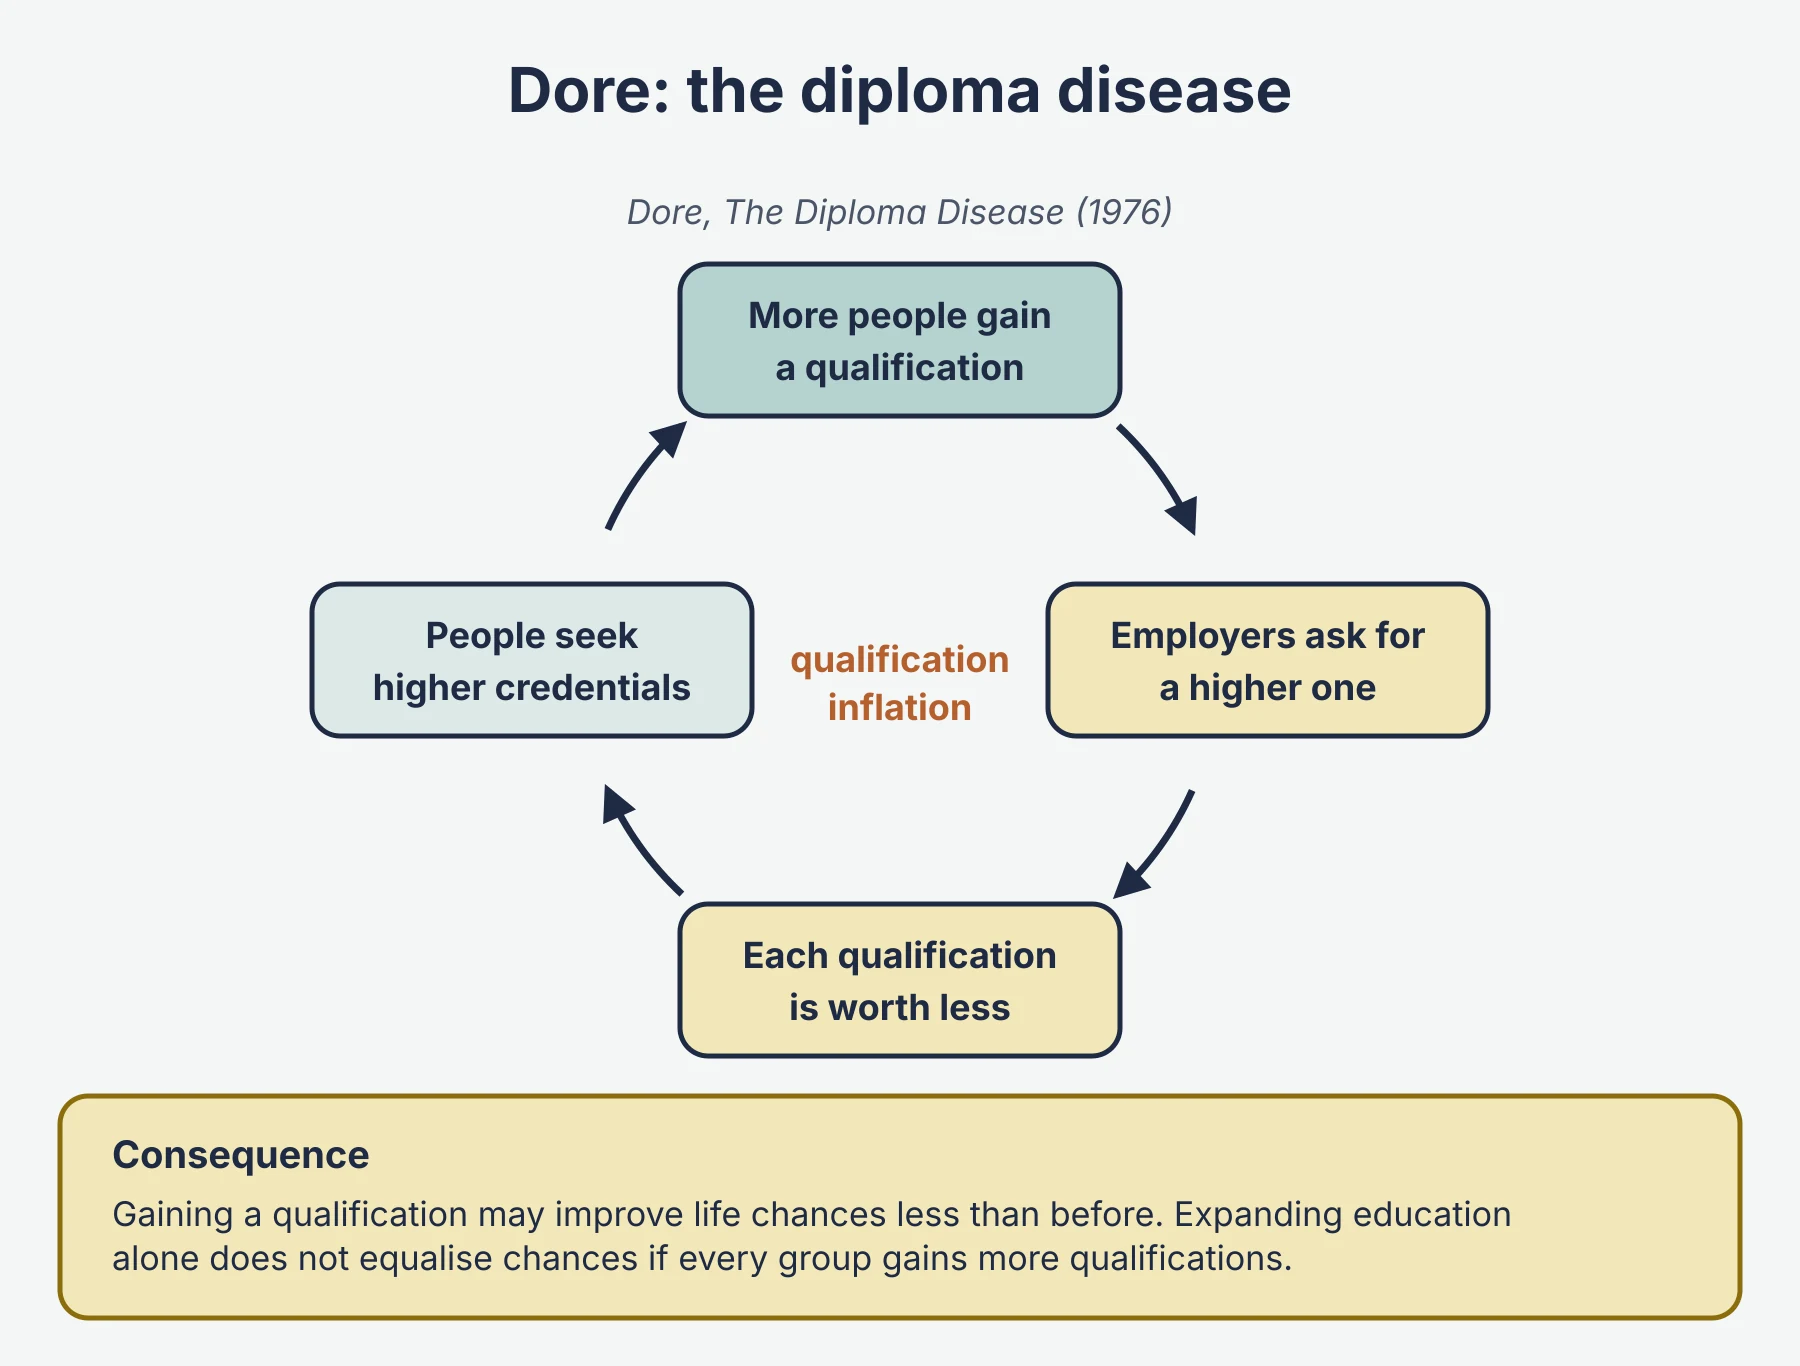 Dore: the diploma disease
Dore, The Diploma Disease (1976)
More people gain
a qualification
People seek
higher credentials
qualification
inflation
Employers ask for
a higher one
Each qualification
is worth less
Consequence
Gaining a qualification may improve life chances less than before. Expanding education
alone does not equalise chances if every group gains more qualifications.